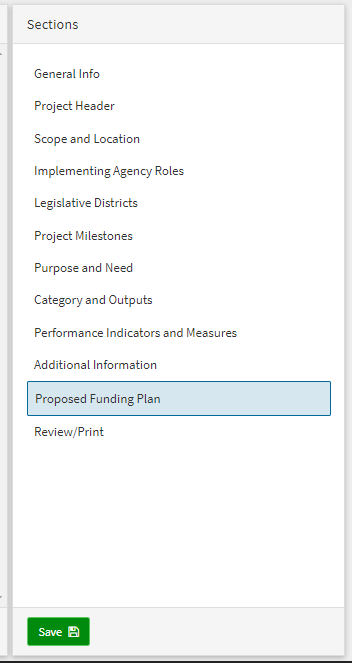 Sections
General Info
Project Header
Scope and Location
Implementing Agency Roles
Legislative Districts
Project Milestones
Purpose and Need
Category and Outputs
Performance Indicators and Measures
Additional Information
Proposed Funding Plan
Review/Print
Save